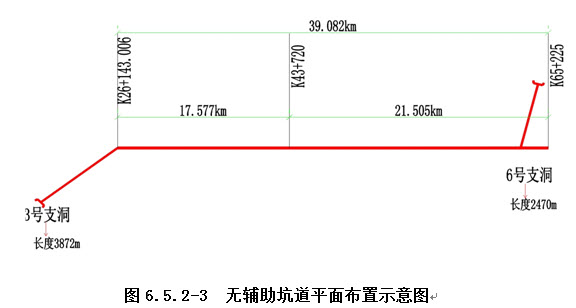 39.082km
K26+143.006
K43+720
K65+225
17.577km
21.505km
3号支洞
长度3872m
6号支洞
长度2470m
图 6.5.2-3 无辅助坑道平面布置示意图